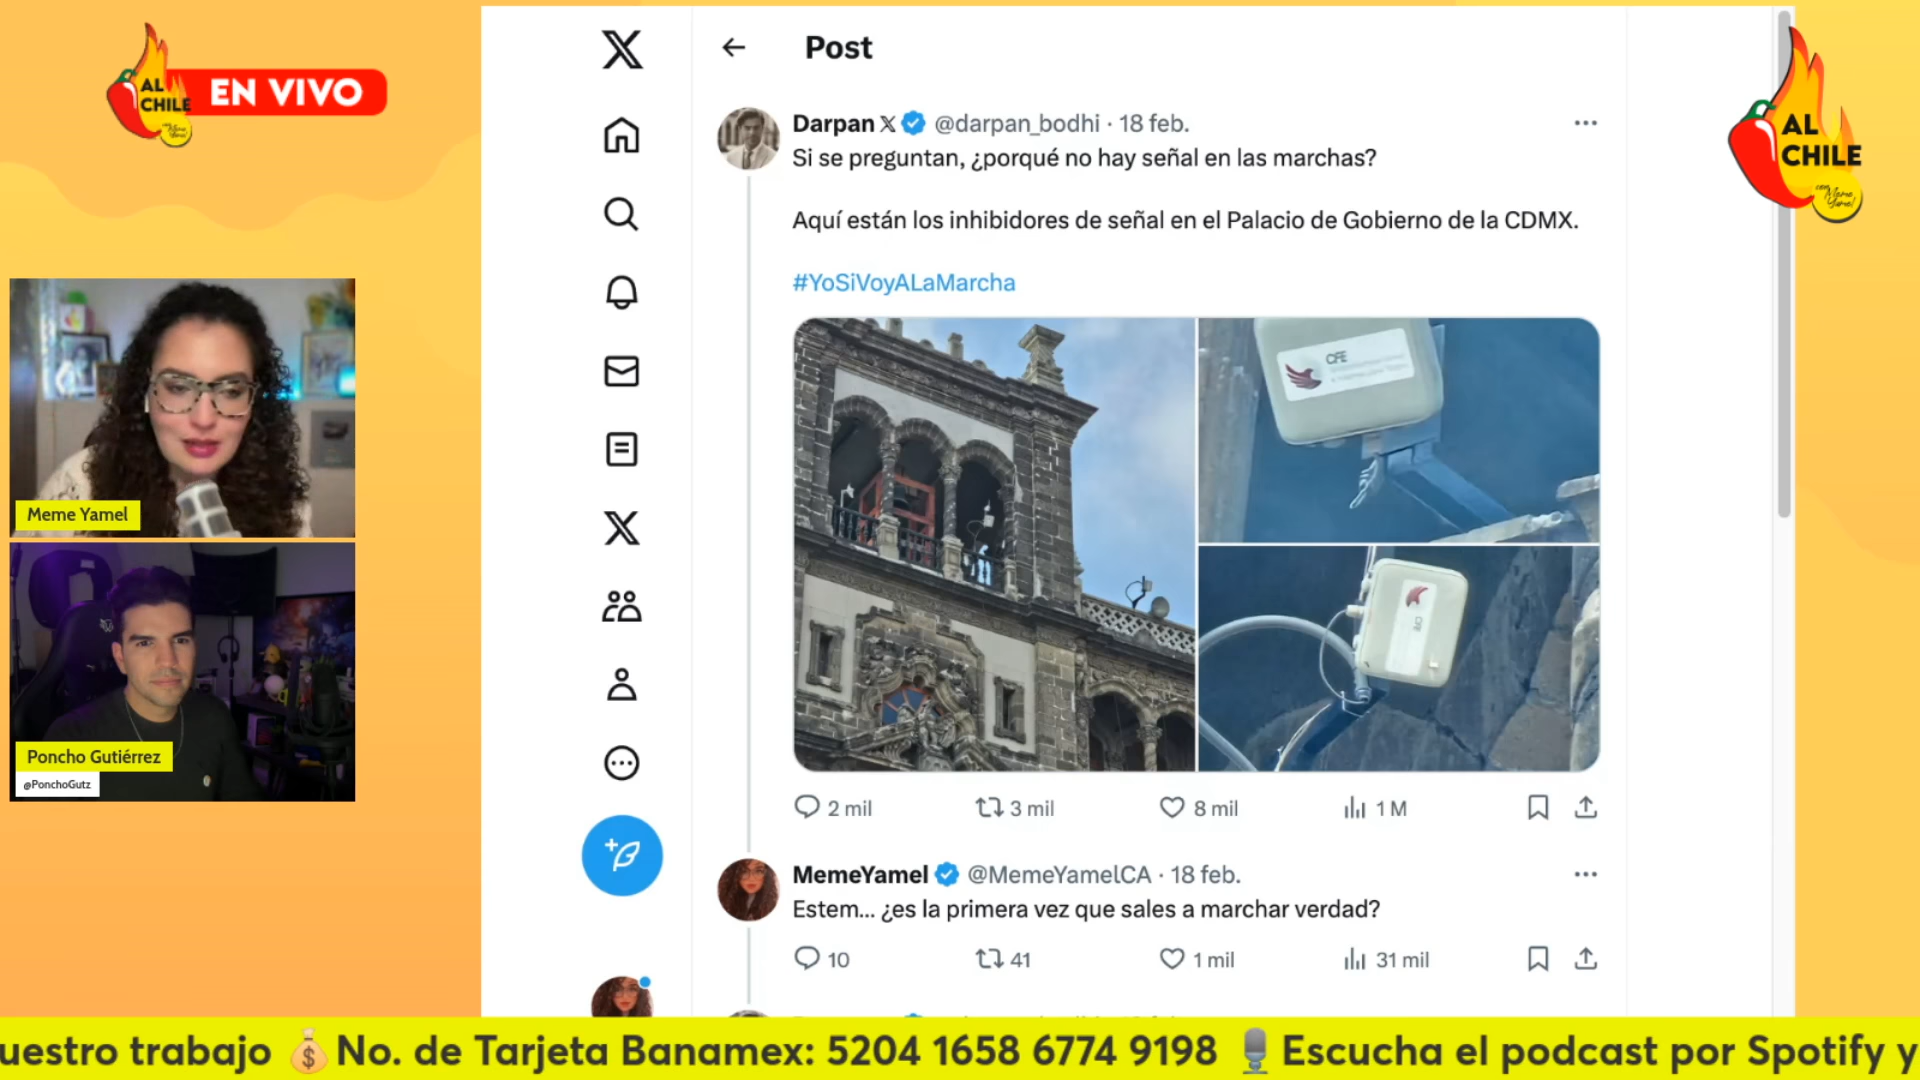 AL
CHILE
EN VIVO
Post
AL
CHILE
con Meme
Yamel
Darpan X @darpan_bodhi · 18 feb.
Si se preguntan, ¿porqué no hay señal en las marchas?
Aquí están los inhibidores de señal en el Palacio de Gobierno de la CDMX.
#YoSiVoyALaMarcha
CFE
CFE
2 mil 3 mil 8 mil 1 M
MemeYamel @MemeYamelCA · 18 feb.
Estem... ¿es la primera vez que sales a marchar verdad?
10 41 1 mil 31 mil
Meme Yamel
Poncho Gutiérrez
@PonchoGutz
uestro trabajo 💰 No. de Tarjeta Banamex: 5204 1658 6774 9198 🎙️ Escucha el podcast por Spotify y